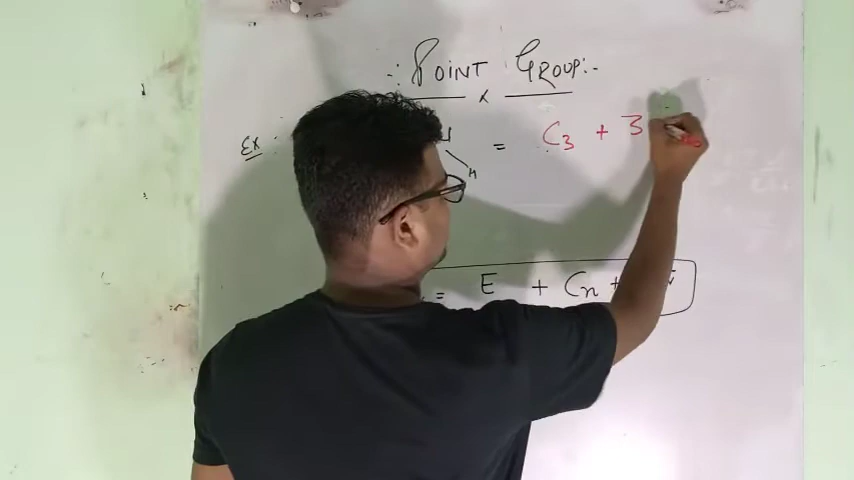 -: POINT GROUP :-
Ex : = C3 + 3
H
= E + Cn +